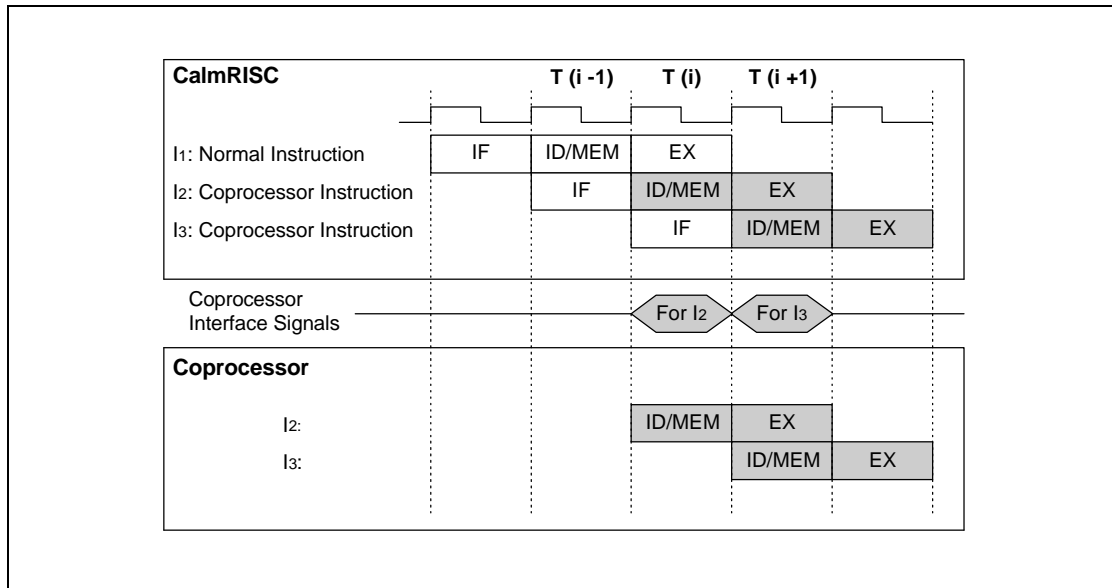 CalmRISC
T (i -1) T (i) T (i +1)
I1: Normal Instruction IF ID/MEM EX
I2: Coprocessor Instruction IF ID/MEM EX
I3: Coprocessor Instruction IF ID/MEM EX
Coprocessor
Interface Signals
For I2 For I3
Coprocessor
I2: ID/MEM EX
I3: ID/MEM EX